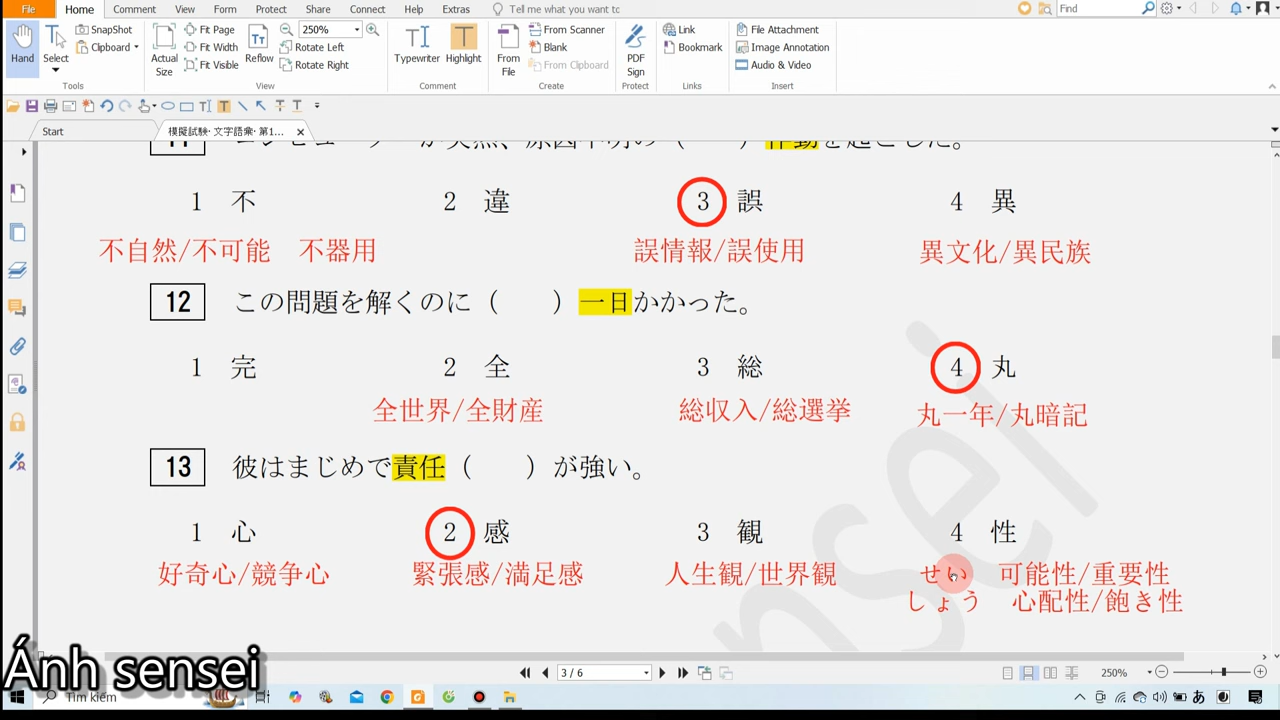 File Home Comment View Form Protect Share Connect Help Extras Tell me what you want to Find
SnapShot Fit Page 250% From Scanner Link File Attachment
Clipboard Fit Width Rotate Left Blank Bookmark Image Annotation
Hand Select Actual Size Fit Visible Reflow Rotate Right Typewriter Highlight From File From Clipboard PDF Sign Audio & Video
Tools View Comment Create Protect Links Insert
Start 模擬試験・文字語彙・第1...
1 不 2 違 3 誤 4 異
不自然/不可能 不器用 誤情報/誤使用 異文化/異民族
12 この問題を解くのに（ ）一日かかった。
1 完 2 全 3 総 4 丸
全世界/全財産 総収入/総選挙 丸一年/丸暗記
13 彼はまじめで責任（ ）が強い。
1 心 2 感 3 観 4 性
好奇心/競争心 緊張感/満足感 人生観/世界観 せい 可能性/重要性
しょう 心配性/飽き性
nsei
Ánh sensei
3 / 6 250%
Tìm kiếm あ